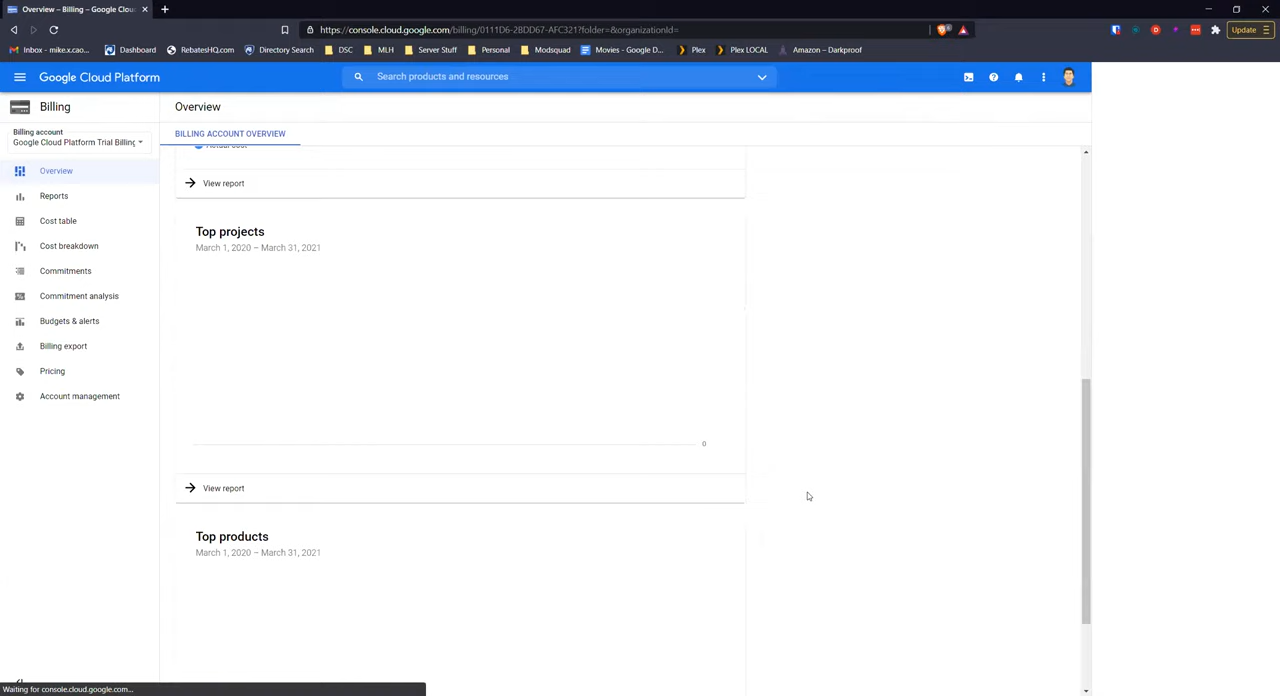 Overview – Billing – Google Clou
https://console.cloud.google.com/billing/0111D6-2BDD67-AFC321?folder=&organizationId=
Update
Inbox - mike.x.cao...
Dashboard
RebatesHQ.com
Directory Search
DSC
MLH
Server Stuff
Personal
Modsquad
Movies - Google D...
Plex
Plex LOCAL
Amazon – Darkproof
Google Cloud Platform
Search products and resources
Billing
Overview
Billing account
Google Cloud Platform Trial Billing
BILLING ACCOUNT OVERVIEW
Actual cost
Overview
View report
Reports
Cost table
Top projects
March 1, 2020 – March 31, 2021
Cost breakdown
Commitments
Commitment analysis
Budgets & alerts
Billing export
Pricing
Account management
0
View report
Top products
March 1, 2020 – March 31, 2021
Waiting for console.cloud.google.com...